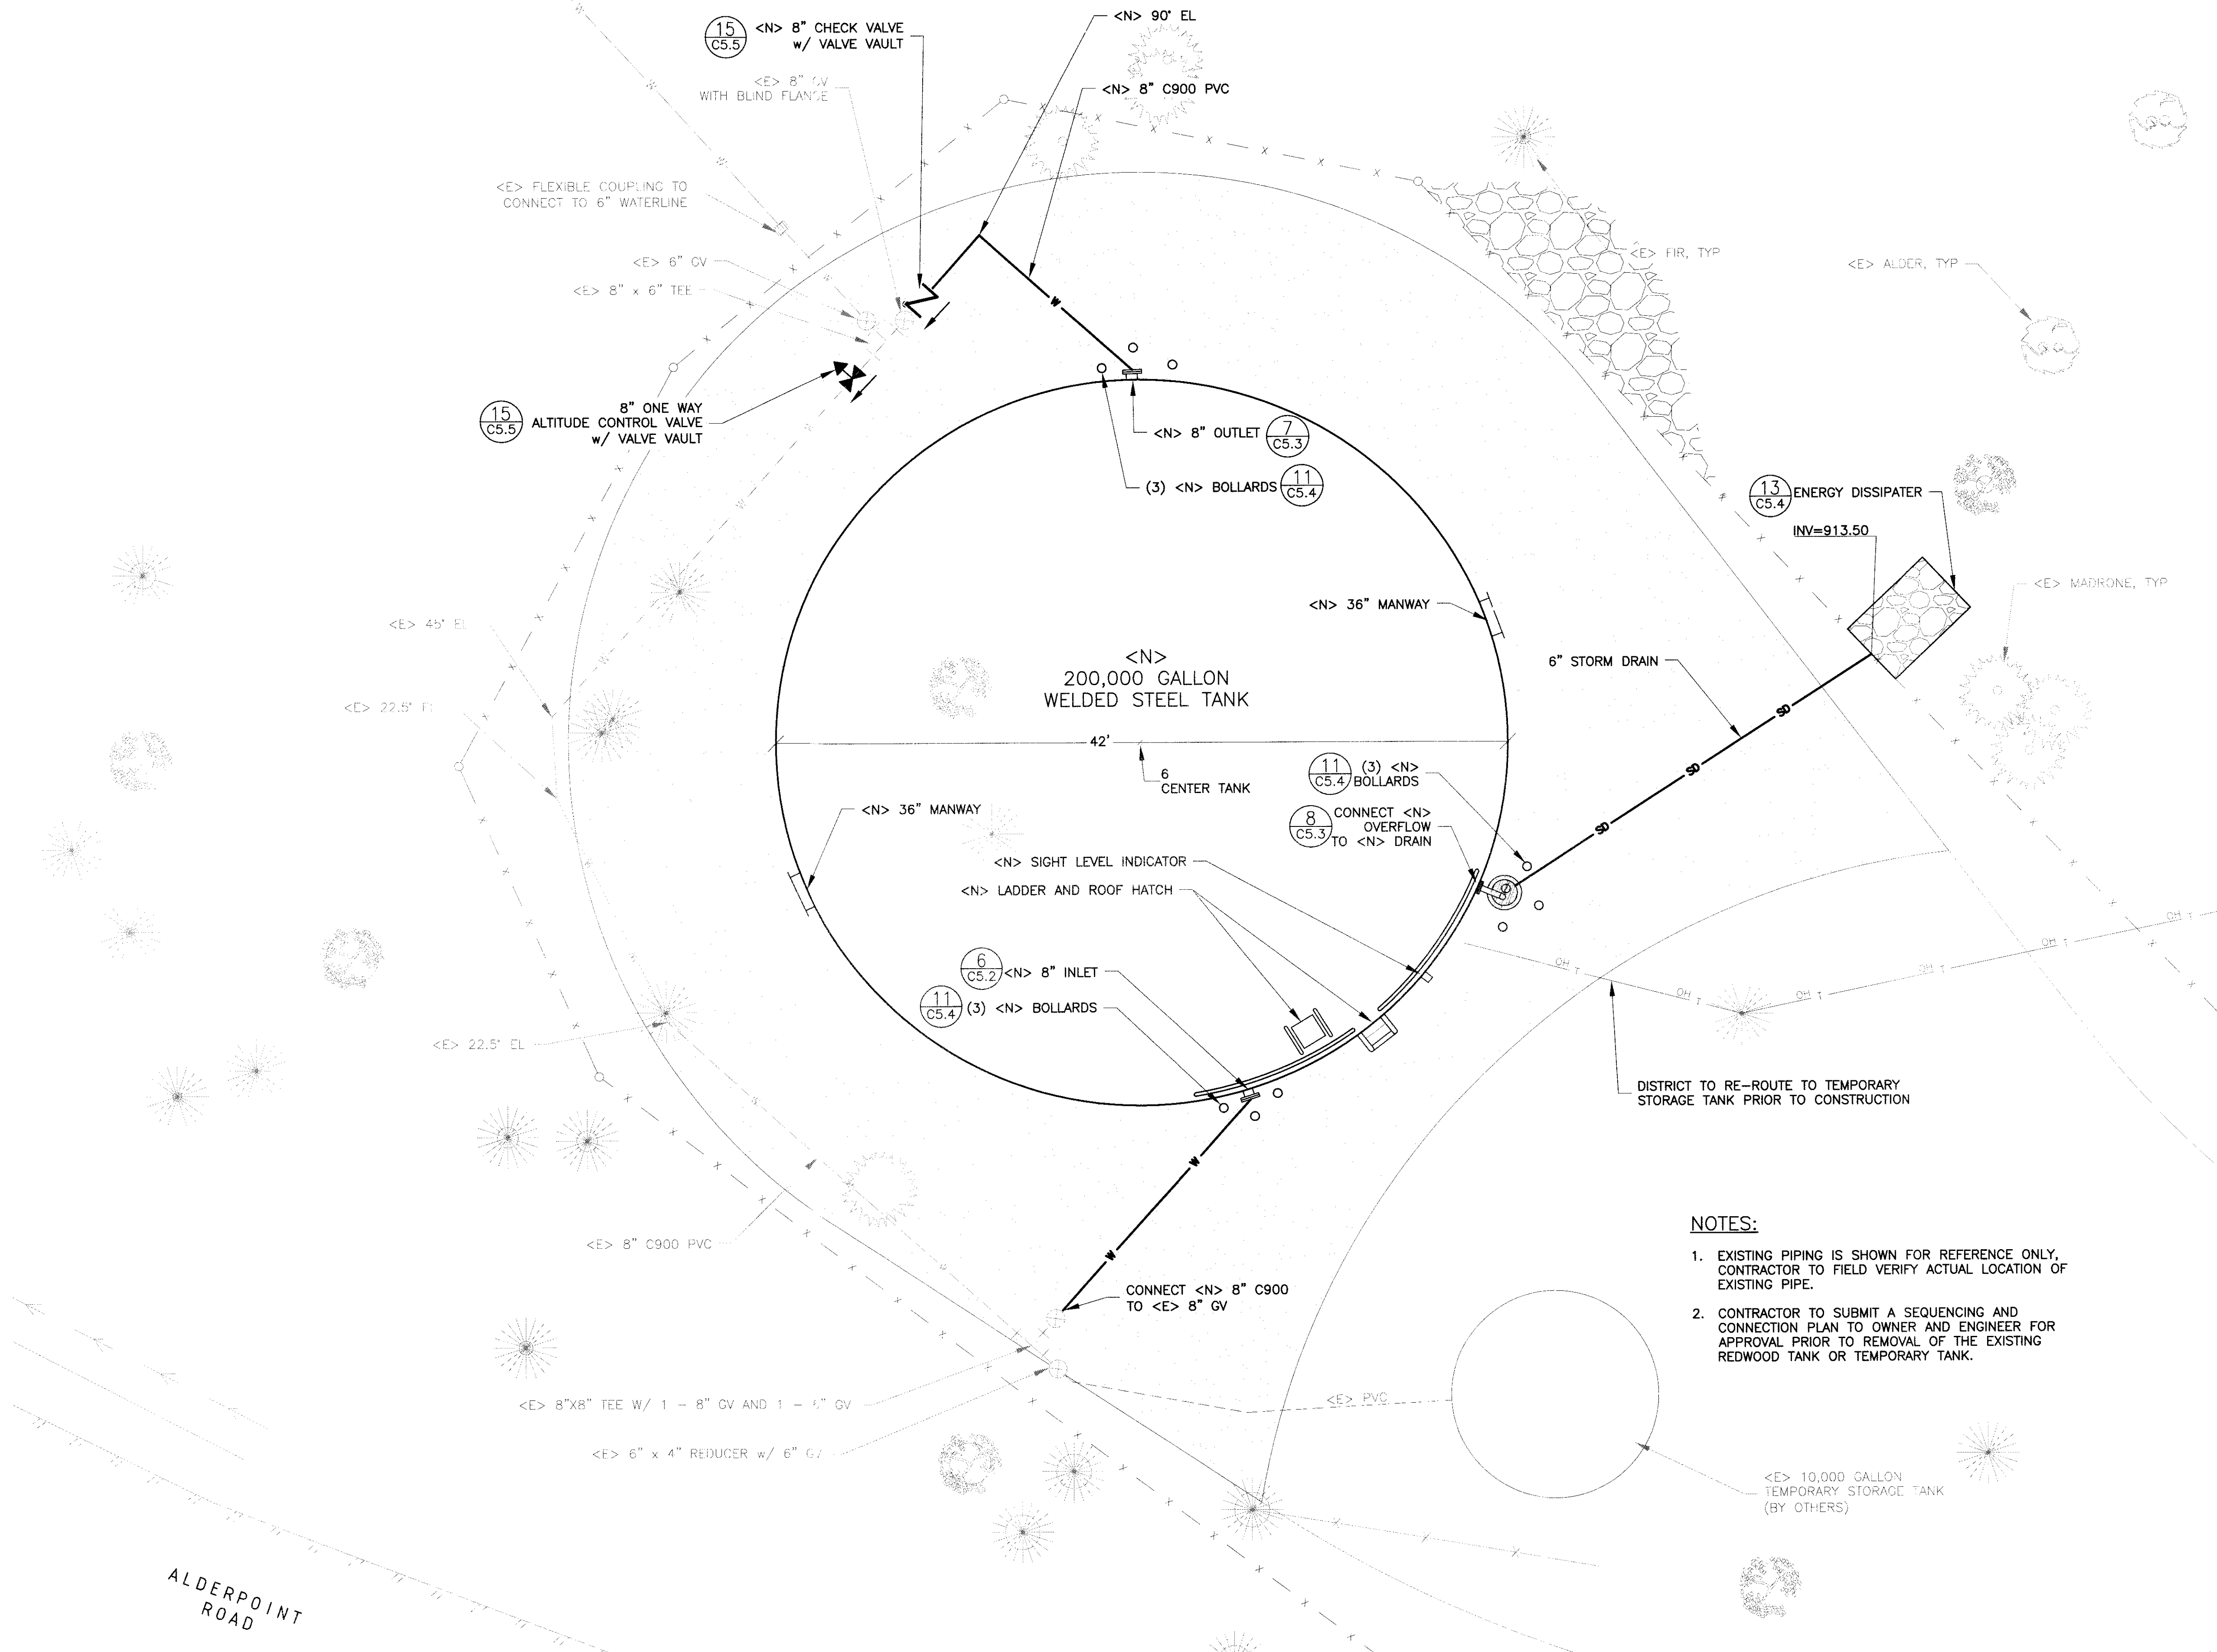 15
C5.5
<N> 8" CHECK VALVE
w/ VALVE VAULT
<N> 90° EL
<E> 8" GV
WITH BLIND FLANGE
<N> 8" C900 PVC
<E> FLEXIBLE COUPLING TO
CONNECT TO 6" WATERLINE
<E> 6" GV
<E> 8" x 6" TEE
<E> FIR, TYP
<E> ALDER, TYP
W
15
C5.5
8" ONE WAY
ALTITUDE CONTROL VALVE
w/ VALVE VAULT
<N> 8" OUTLET
7
C5.3
(3) <N> BOLLARDS
11
C5.4
13
C5.4
ENERGY DISSIPATER
INV=913.50
<E> MADRONE, TYP
<N> 36" MANWAY
<E> 45° EL
<N>
200,000 GALLON
WELDED STEEL TANK
6" STORM DRAIN
<E> 22.5° EL
SD
SD
SD
42'
6
CENTER TANK
11
C5.4
(3) <N>
BOLLARDS
<N> 36" MANWAY
8
C5.3
CONNECT <N>
OVERFLOW
TO <N> DRAIN
<N> SIGHT LEVEL INDICATOR
<N> LADDER AND ROOF HATCH
OH T
OH T
OH T
OH T
OH T
OH T
6
C5.2
<N> 8" INLET
11
C5.4
(3) <N> BOLLARDS
<E> 22.5° EL
DISTRICT TO RE-ROUTE TO TEMPORARY
STORAGE TANK PRIOR TO CONSTRUCTION
W
W
<E> 8" C900 PVC
CONNECT <N> 8" C900
TO <E> 8" GV
NOTES:
1. EXISTING PIPING IS SHOWN FOR REFERENCE ONLY,
CONTRACTOR TO FIELD VERIFY ACTUAL LOCATION OF
EXISTING PIPE.
2. CONTRACTOR TO SUBMIT A SEQUENCING AND
CONNECTION PLAN TO OWNER AND ENGINEER FOR
APPROVAL PRIOR TO REMOVAL OF THE EXISTING
REDWOOD TANK OR TEMPORARY TANK.
<E> 8"X8" TEE W/ 1 - 8" GV AND 1 - 6" GV
<E> PVC
<E> 6" x 4" REDUCER w/ 6" GV
<E> 10,000 GALLON
TEMPORARY STORAGE TANK
(BY OTHERS)
ALDERPOINT
ROAD